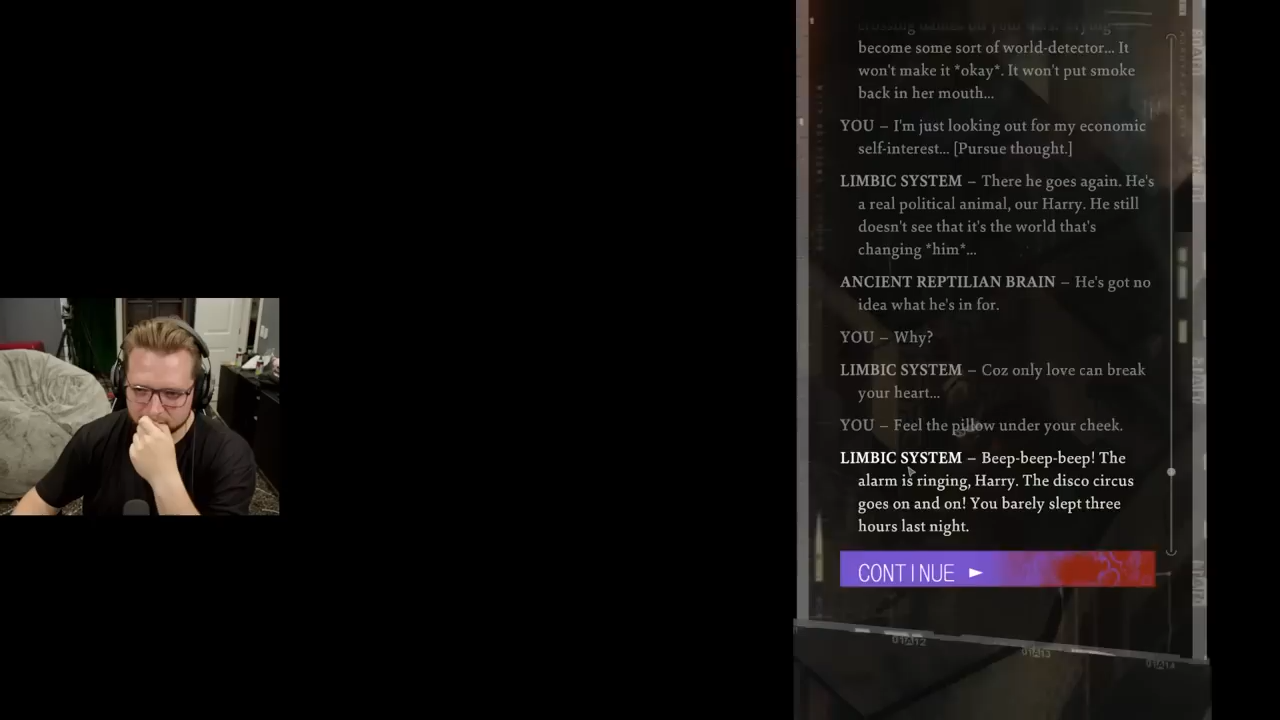 become some sort of world-detector... It
won't make it *okay*. It won't put smoke
back in her mouth...
YOU – I'm just looking out for my economic
self-interest... [Pursue thought.]
LIMBIC SYSTEM – There he goes again. He's
a real political animal, our Harry. He still
doesn't see that it's the world that's
changing *him*...
ANCIENT REPTILIAN BRAIN – He's got no
idea what he's in for.
YOU – Why?
LIMBIC SYSTEM – Coz only love can break
your heart...
YOU – Feel the pillow under your cheek.
LIMBIC SYSTEM – Beep-beep-beep! The
alarm is ringing, Harry. The disco circus
goes on and on! You barely slept three
hours last night.
CONTINUE